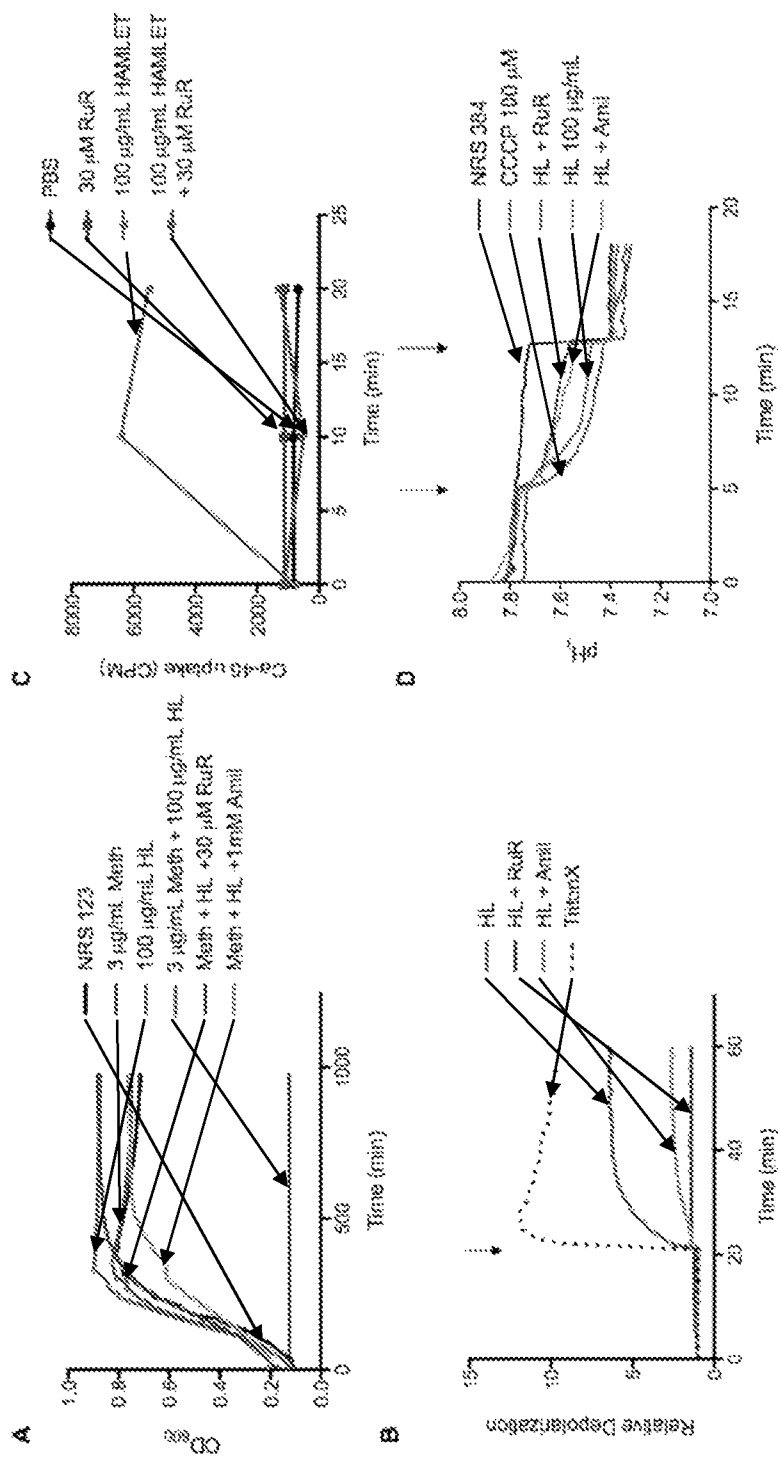 A
OD600
1.0
0.8
0.6
0.4
0.2
0.0
0
500
1000
Time (min)
NRS 123
3 µg/mL Meth
100 µg/mL HL
3 µg/mL Meth + 100 µg/mL HL
Meth + HL +30 µM RuR
Meth + HL +1mM Amil
B
Relative Depolarization
15
10
5
0
0
20
40
60
Time (min)
HL
HL + RuR
HL + Amil
TritonX
C
Ca-45 uptake (CPM)
8000
6000
4000
2000
0
0
5
10
15
20
25
Time (min)
PBS
30 µM RuR
100 µg/mL HAMLET
100 µg/mL HAMLET
+ 30 µM RuR
D
pHi
8.0
7.8
7.6
7.4
7.2
7.0
0
5
10
15
20
Time (min)
NRS 384
CCCP 100 µM
HL + RuR
HL 100 µg/mL
HL + Amil